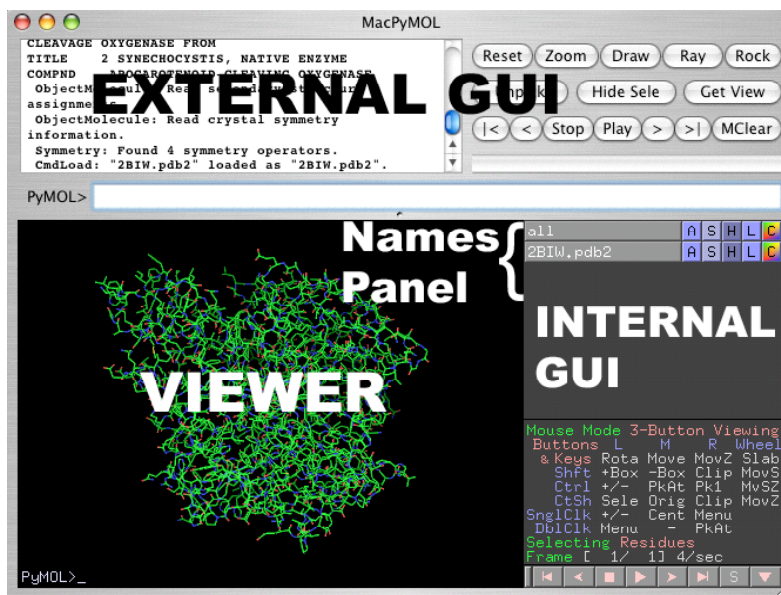 MacPyMOL
CLEAVAGE OXYGENASE FROM
TITLE 2 SYNECHOCYSTIS, NATIVE ENZYME
COMPND APOCAROTENOID-CLEAVING OXYGENASE
ObjectMolecule: Read secondary structure
assignments.
ObjectMolecule: Read crystal symmetry
information.
Symmetry: Found 4 symmetry operators.
CmdLoad: "2BIW.pdb2" loaded as "2BIW.pdb2".
EXTERNAL GUI
Reset Zoom Draw Ray Rock
Hide Sele Get View
|< < Stop Play > >| MClear
PyMOL>
Names
Panel
{
all A S H L C
2BIW.pdb2 A S H L C
INTERNAL
GUI
VIEWER
Mouse Mode 3-Button Viewing
Buttons L M R Wheel
& Keys Rota Move MovZ Slab
Shft +Box -Box Clip MovS
Ctrl +/- PkAt Pk1 MvSZ
CtSh Sele Orig Clip MovZ
SnglClk +/- Cent Menu
DblClk Menu - PkAt
Selecting Residues
Frame [ 1/ 1] 4/sec
PyMOL>_
S